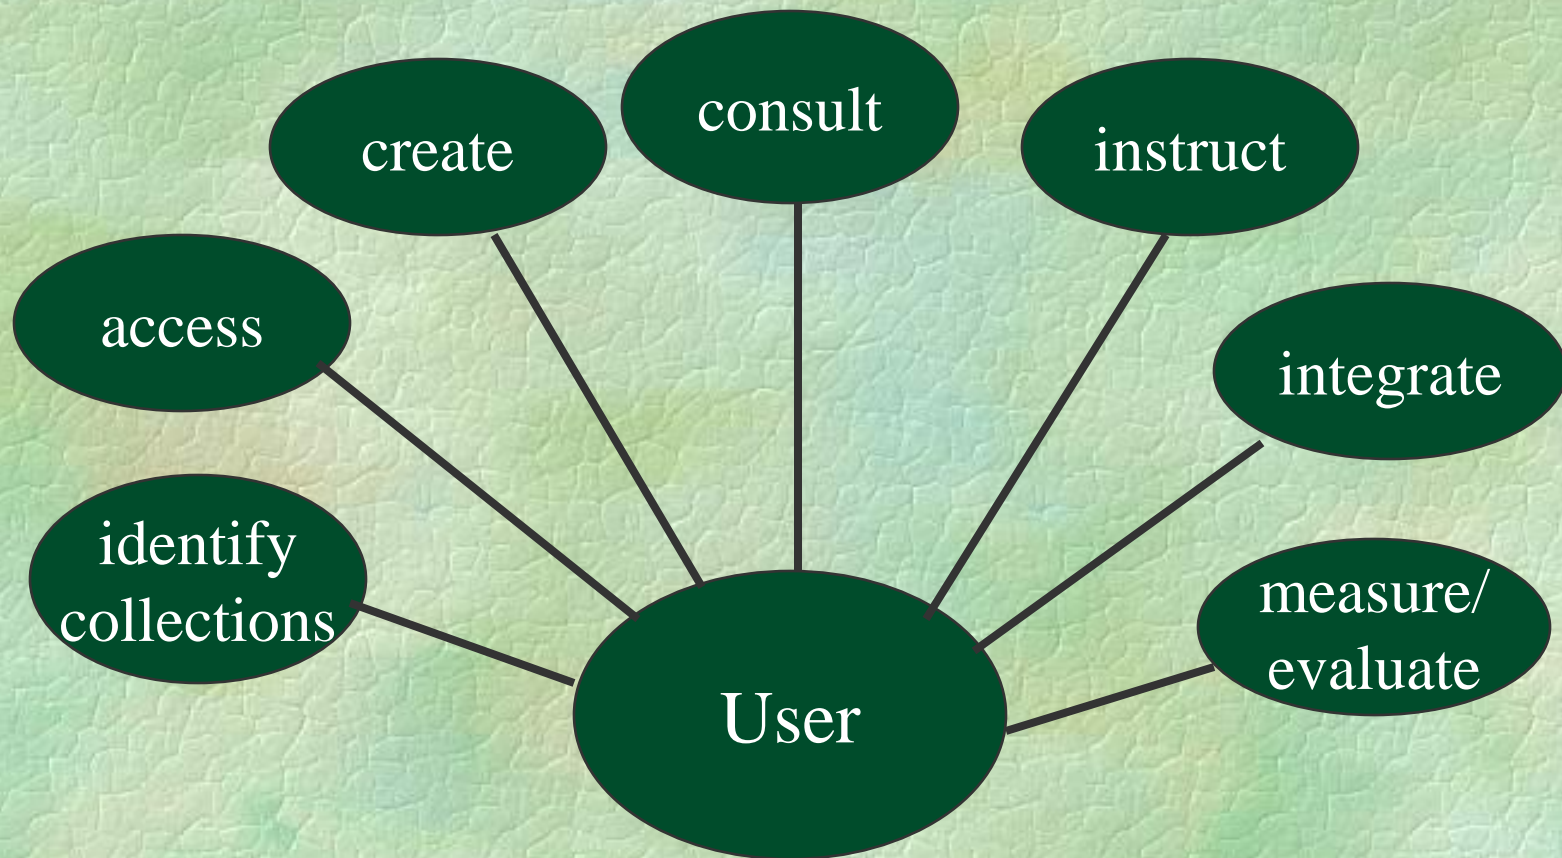 consult
create
instruct
access
integrate
identify
collections
measure/
evaluate
User